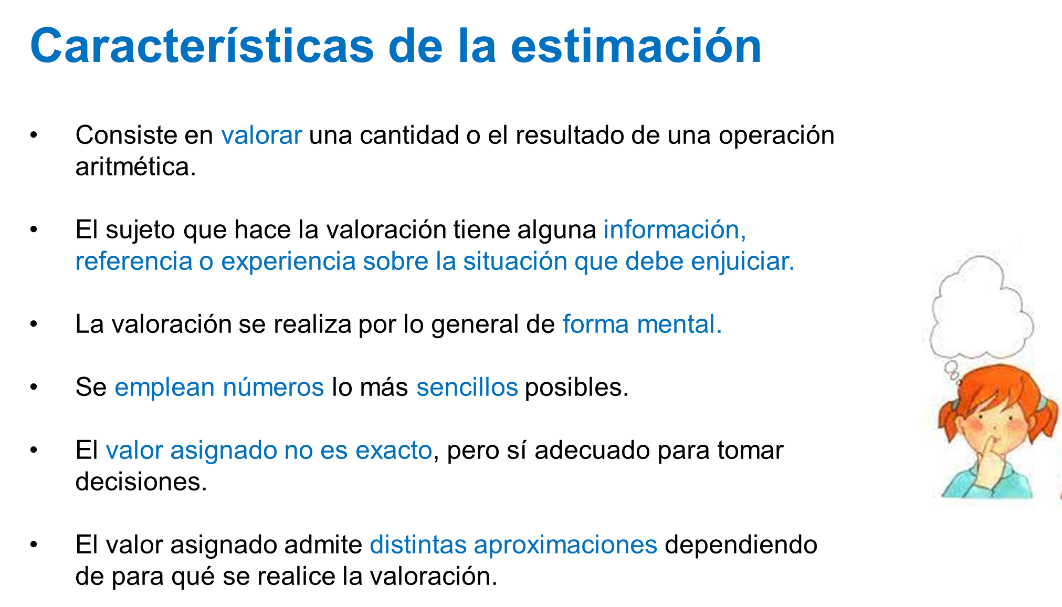 Características de la estimación
• Consiste en valorar una cantidad o el resultado de una operación
aritmética.
• El sujeto que hace la valoración tiene alguna información,
referencia o experiencia sobre la situación que debe enjuiciar.
• La valoración se realiza por lo general de forma mental.
• Se emplean números lo más sencillos posibles.
• El valor asignado no es exacto, pero sí adecuado para tomar
decisiones.
• El valor asignado admite distintas aproximaciones dependiendo
de para qué se realice la valoración.